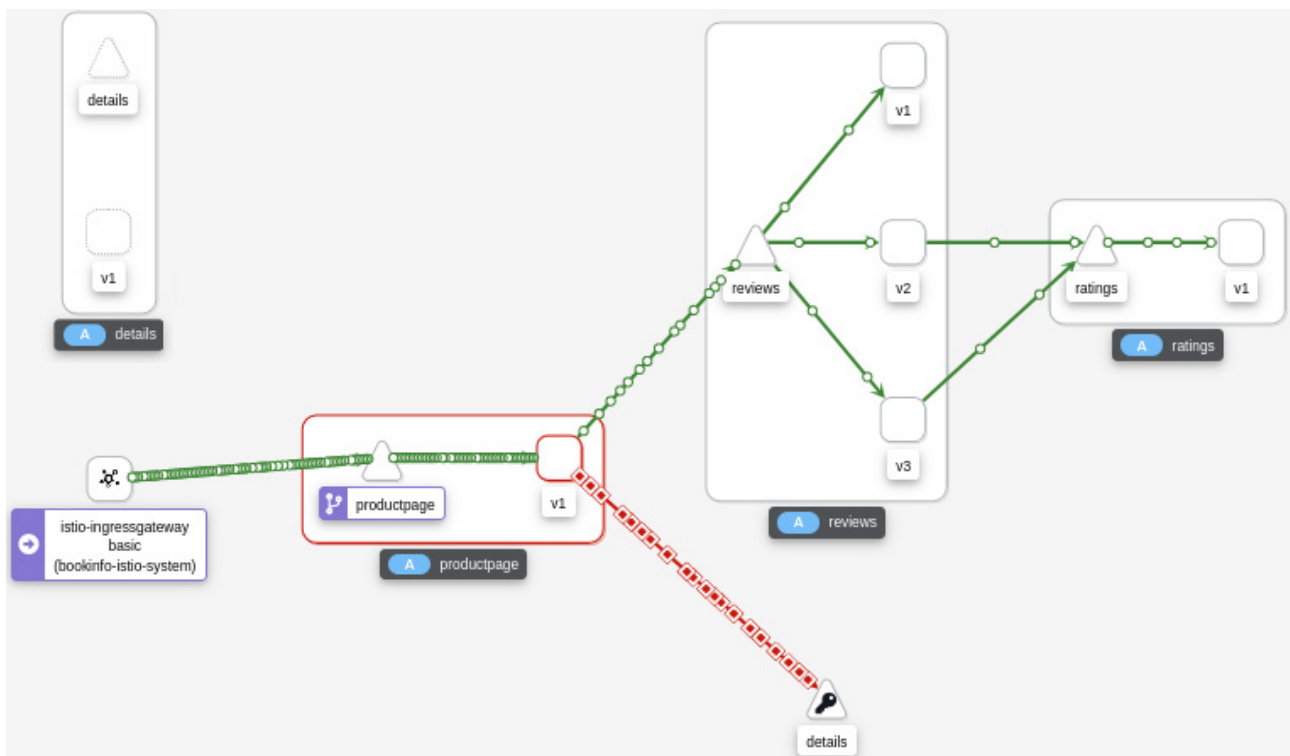 details
v1
A details
v1
reviews
v2
v3
A reviews
ratings
v1
A ratings
istio-ingressgateway
basic
(bookinfo-istio-system)
productpage
v1
A productpage
details